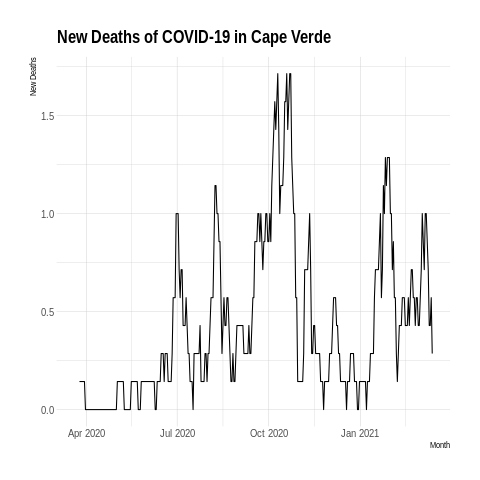 New Deaths of COVID-19 in Cape Verde
New Deaths
1.5
1.0
0.5
0.0
Apr 2020 Jul 2020 Oct 2020 Jan 2021
Month